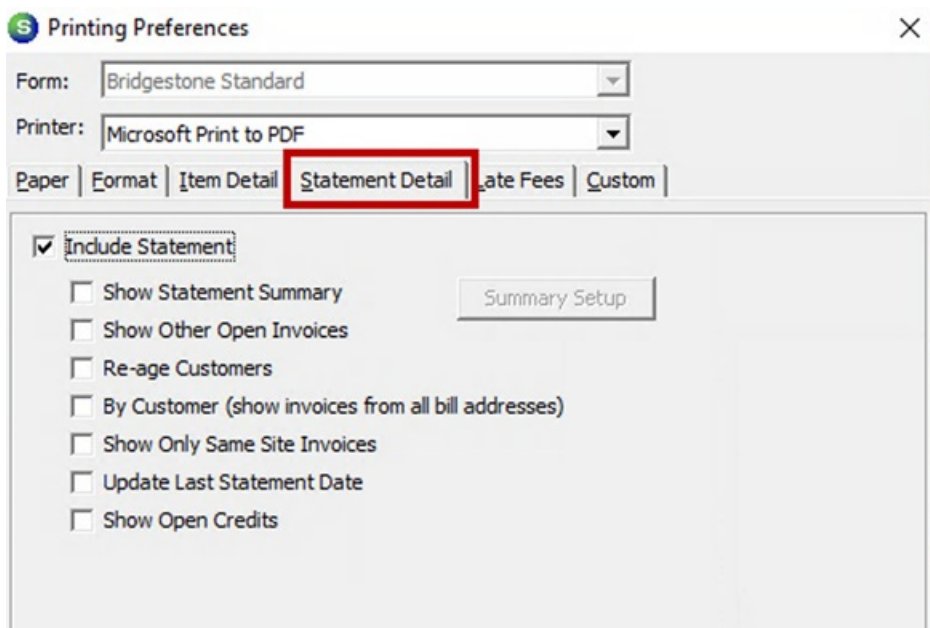 S Printing Preferences
Form: Bridgestone Standard
Printer: Microsoft Print to PDF
Paper Format Item Detail Statement Detail Late Fees Custom
Include Statement
Show Statement Summary Summary Setup
Show Other Open Invoices
Re-age Customers
By Customer (show invoices from all bill addresses)
Show Only Same Site Invoices
Update Last Statement Date
Show Open Credits